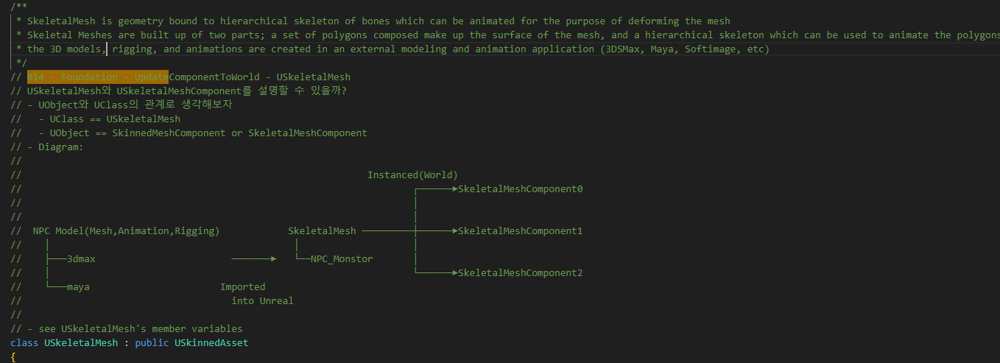 /**
* SkeletalMesh is geometry bound to hierarchical skeleton of bones which can be animated for the purpose of deforming the mesh
* Skeletal Meshes are built up of two parts; a set of polygons composed make up the surface of the mesh, and a hierarchical skeleton which can be used to animate the polygons
* the 3D models, rigging, and animations are created in an external modeling and animation application (3DSMax, Maya, Softimage, etc)
*/
// 014 - Foundation - UpdateComponentToWorld - USkeletalMesh
// USkeletalMesh와 USkeletalMeshComponent를 설명할 수 있을까?
// - UObject와 UClass의 관계로 생각해보자
//   - UClass == USkeletalMesh
//   - UObject == SkinnedMeshComponent or SkeletalMeshComponent
// - Diagram:
//
//                                                              Instanced(World)
//                                                                      ┌──────►SkeletalMeshComponent0
//                                                                      │
//                                                                      │
//  NPC Model(Mesh,Animation,Rigging)            SkeletalMesh ──────────┼──────►SkeletalMeshComponent1
//    │                                           │                     │
//    ├───3dmax                        ───────►   └──NPC_Monstor        │
//    │                                                                 └──────►SkeletalMeshComponent2
//    └───maya                       Imported
//                                     into Unreal
//
// - see USkeletalMesh's member variables
class USkeletalMesh : public USkinnedAsset
{